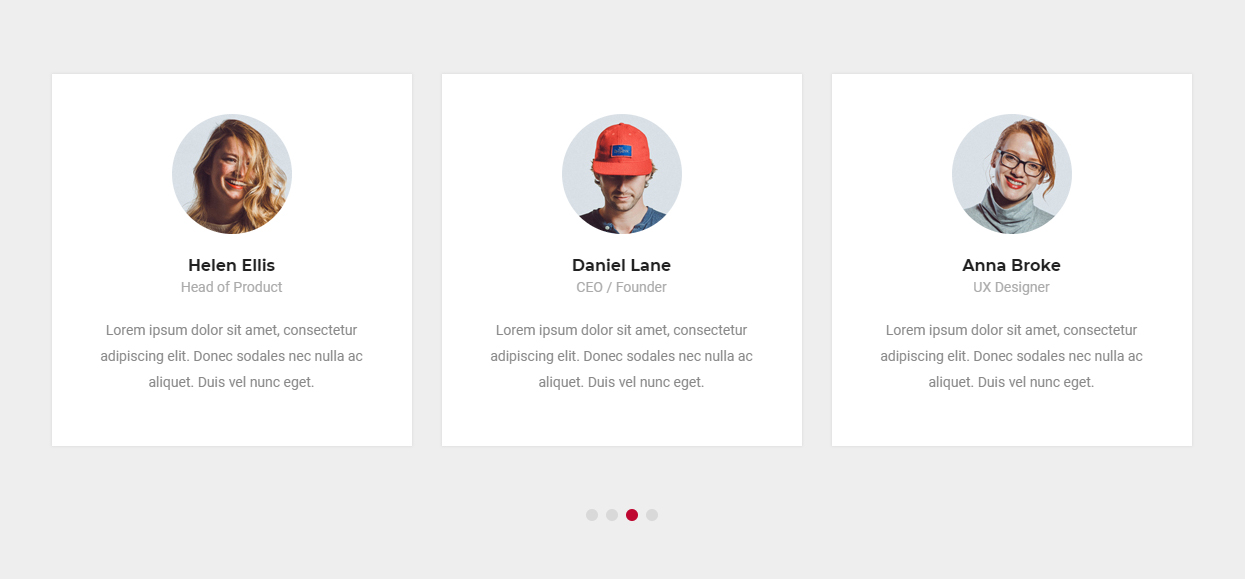 Helen Ellis
Head of Product
Lorem ipsum dolor sit amet, consectetur
adipiscing elit. Donec sodales nec nulla ac
aliquet. Duis vel nunc eget.
Daniel Lane
CEO / Founder
Lorem ipsum dolor sit amet, consectetur
adipiscing elit. Donec sodales nec nulla ac
aliquet. Duis vel nunc eget.
Anna Broke
UX Designer
Lorem ipsum dolor sit amet, consectetur
adipiscing elit. Donec sodales nec nulla ac
aliquet. Duis vel nunc eget.